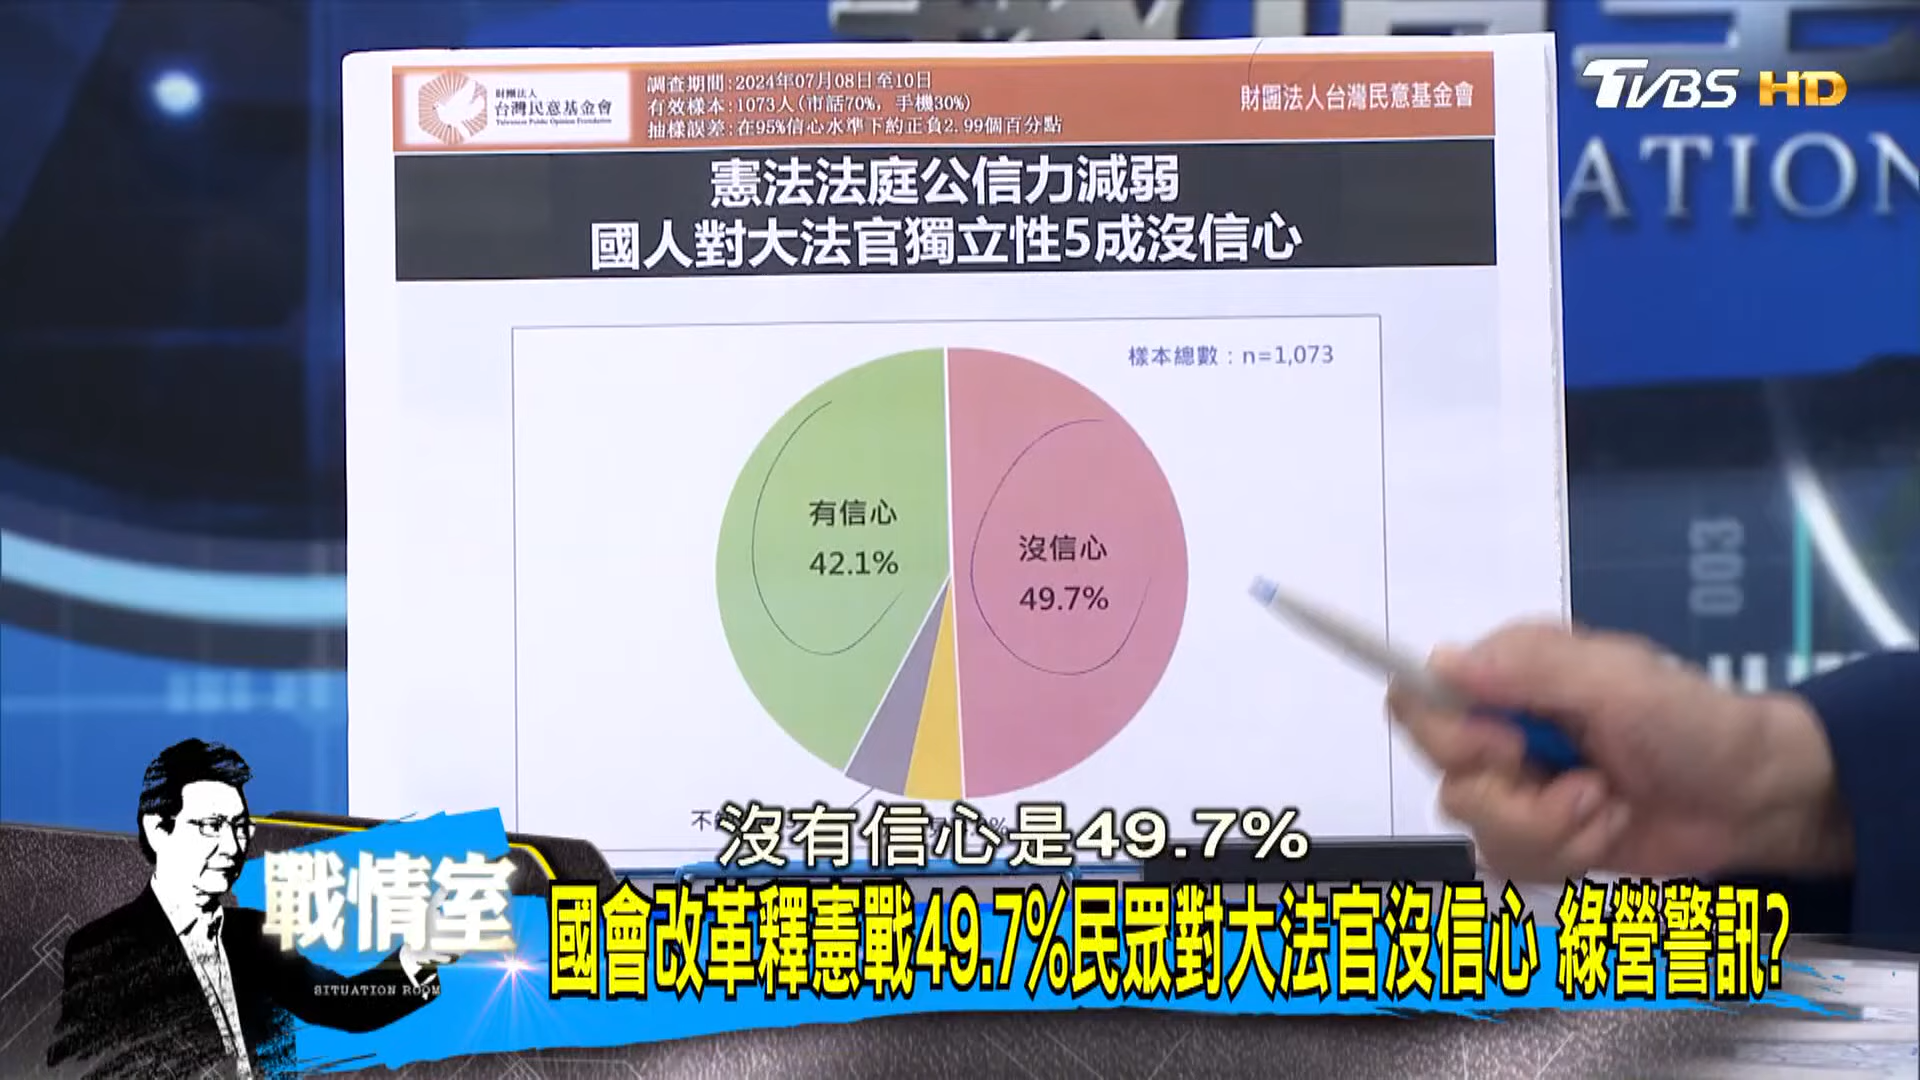 TVBS HD
財團法人
台灣民意基金會
Taiwanese Public Opinion Foundation
調查期間:2024年07月08日至10日
有效樣本:1073人(市話70%, 手機30%)
抽樣誤差:在95%信心水準下約正負2.99個百分點
財團法人台灣民意基金會
ATION
憲法法庭公信力減弱
國人對大法官獨立性5成沒信心
樣本總數:n=1,073
有信心
42.1%
沒信心
49.7%
003
沒有信心是49.7%
戰情室
SITUATION ROOM
國會改革釋憲戰49.7%民眾對大法官沒信心 綠營警訊?